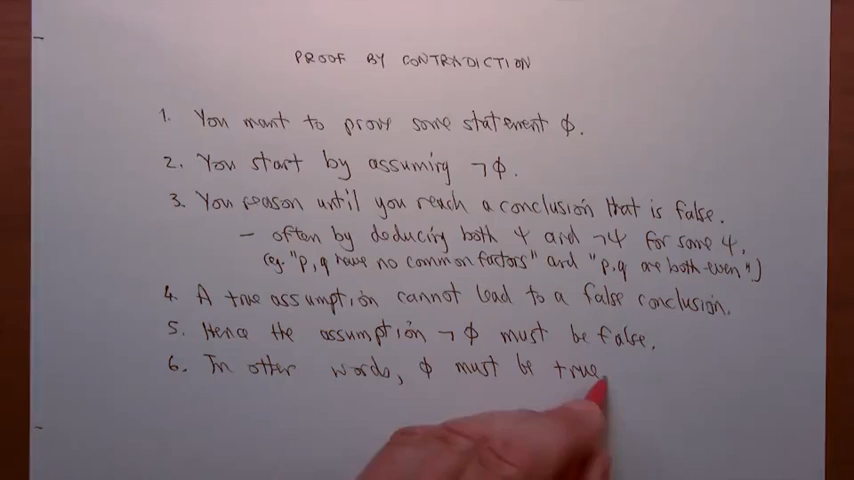 PROOF BY CONTRADICTION
1. You want to prove some statement ϕ.
2. You start by assuming ¬ϕ.
3. You reason until you reach a conclusion that is false.
– often by deducing both ψ and ¬ψ for some ψ.
(eg. "p,q have no common factors" and "p,q are both even".)
4. A true assumption cannot lead to a false conclusion.
5. Hence the assumption ¬ϕ must be false.
6. In other words, ϕ must be true.